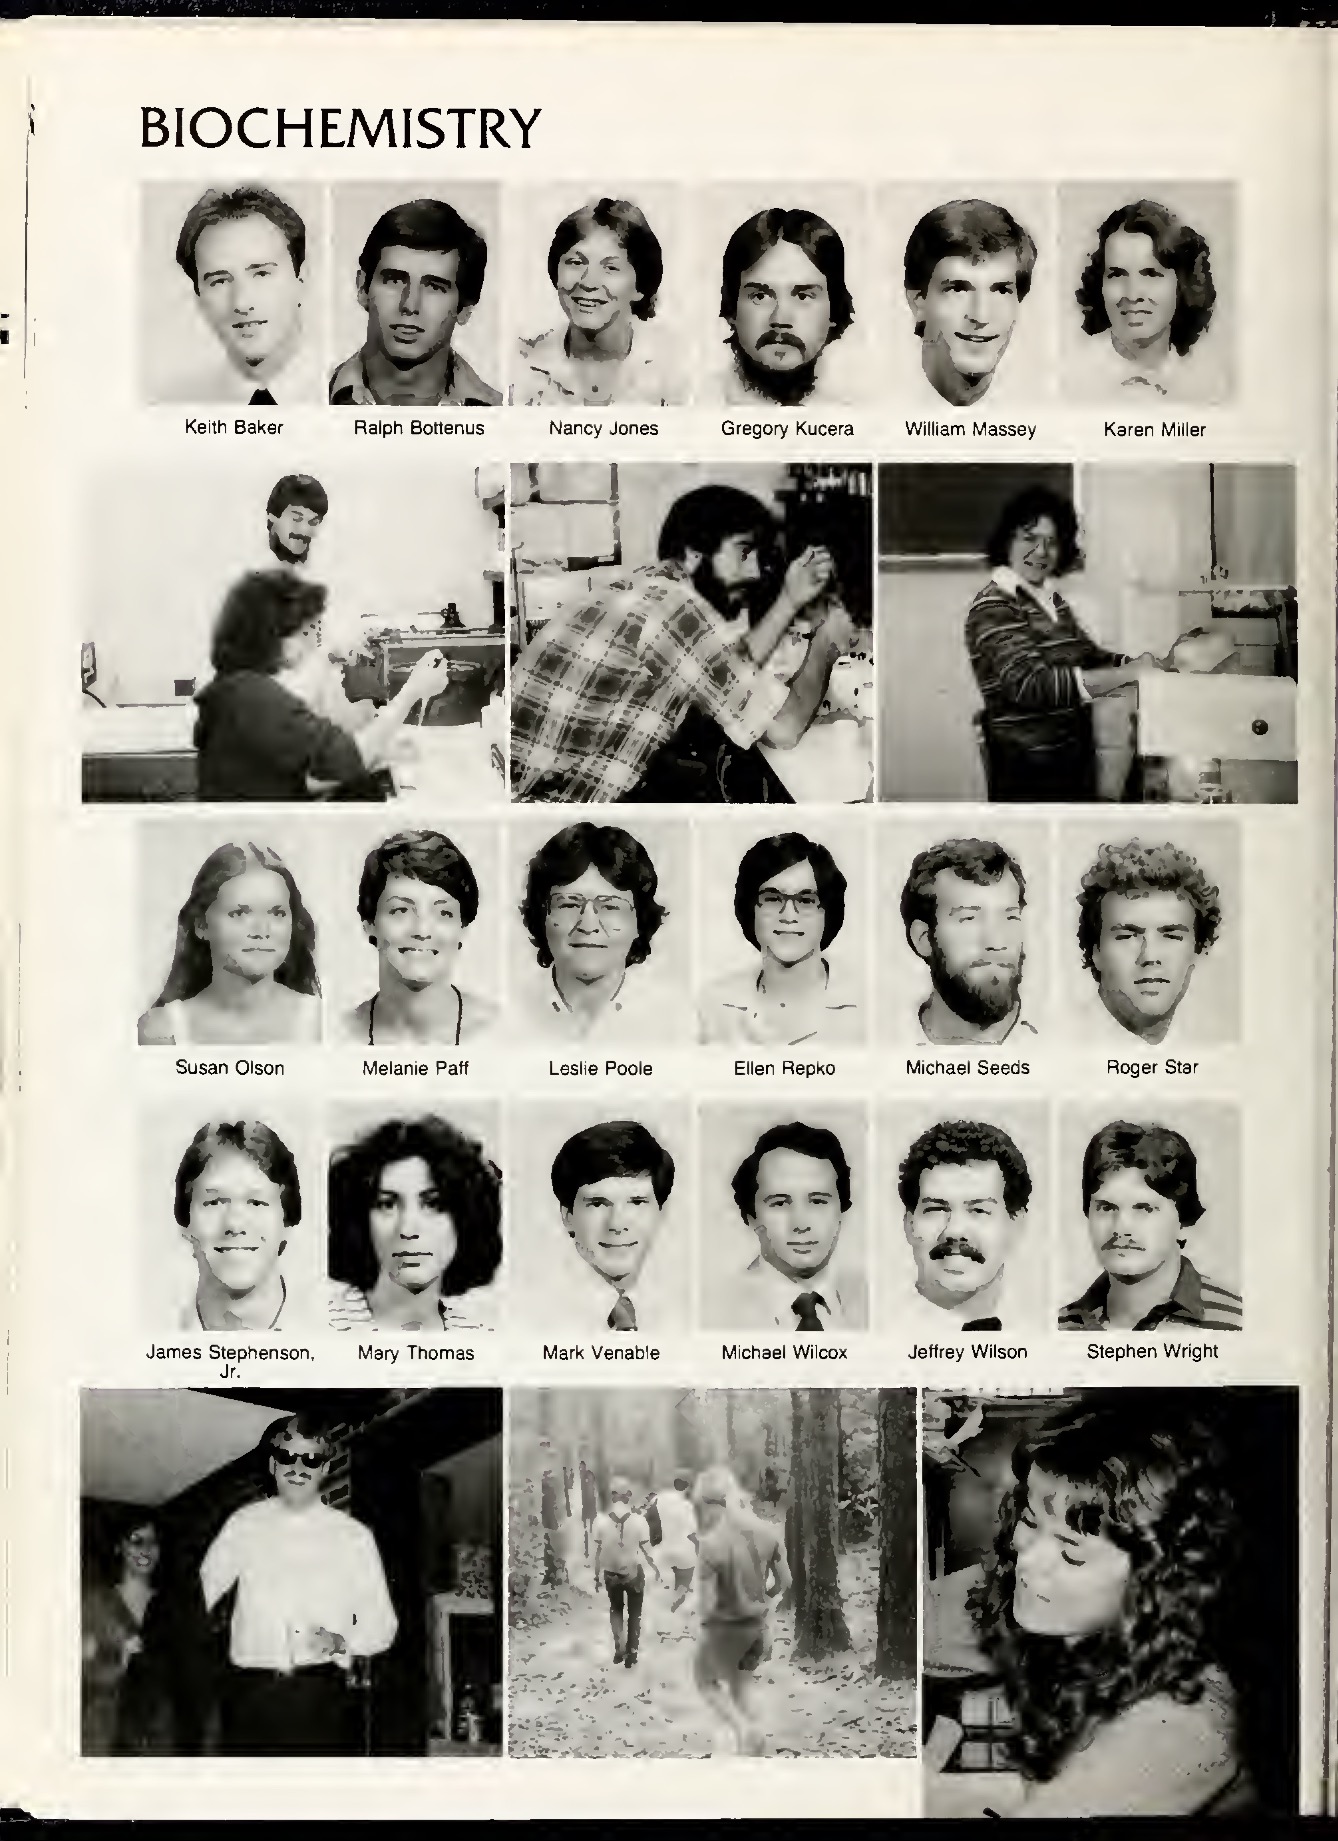 BIOCHEMISTRY
Keith Baker
Ralph Bottenus
Nancy Jones
Gregory Kucera
William Massey
Karen Miller
Susan Olson
Melanie Paff
Leslie Poole
Ellen Repko
Michael Seeds
Roger Star
James Stephenson,
Jr.
Mary Thomas
Mark Venable
Michael Wilcox
Jeffrey Wilson
Stephen Wright